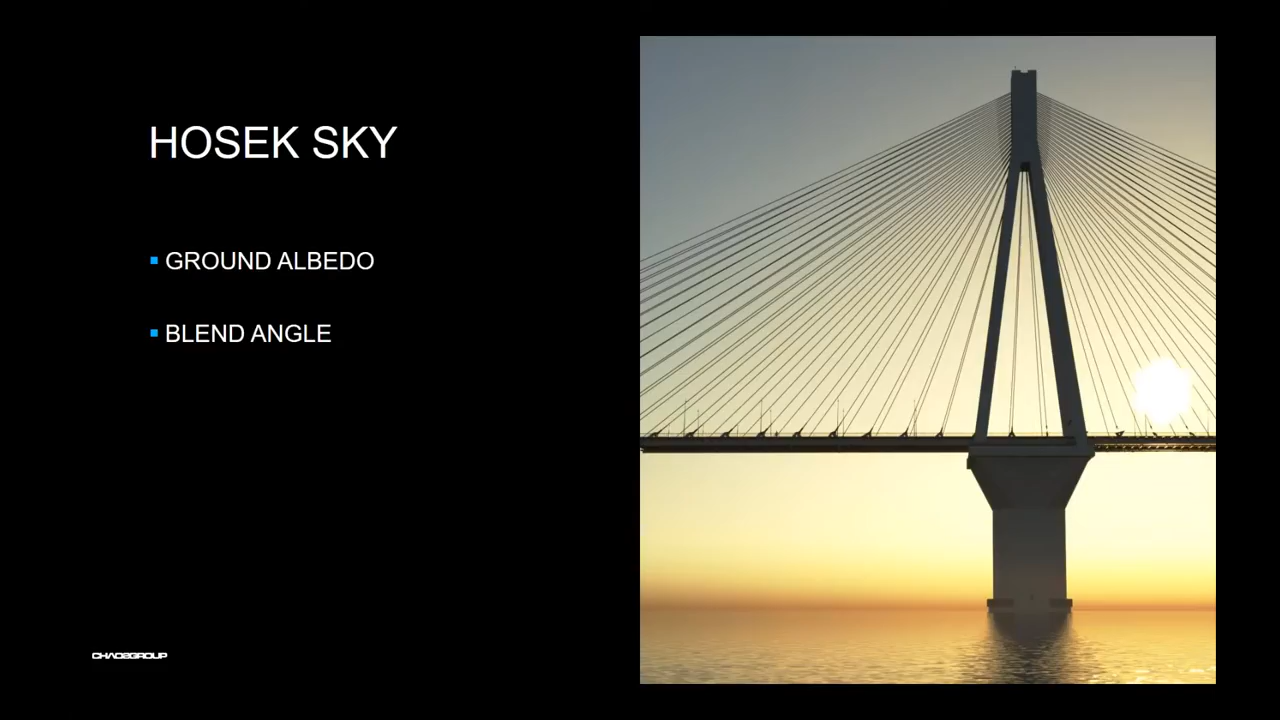 HOSEK SKY
▪ GROUND ALBEDO
▪ BLEND ANGLE
CHAOSGROUP